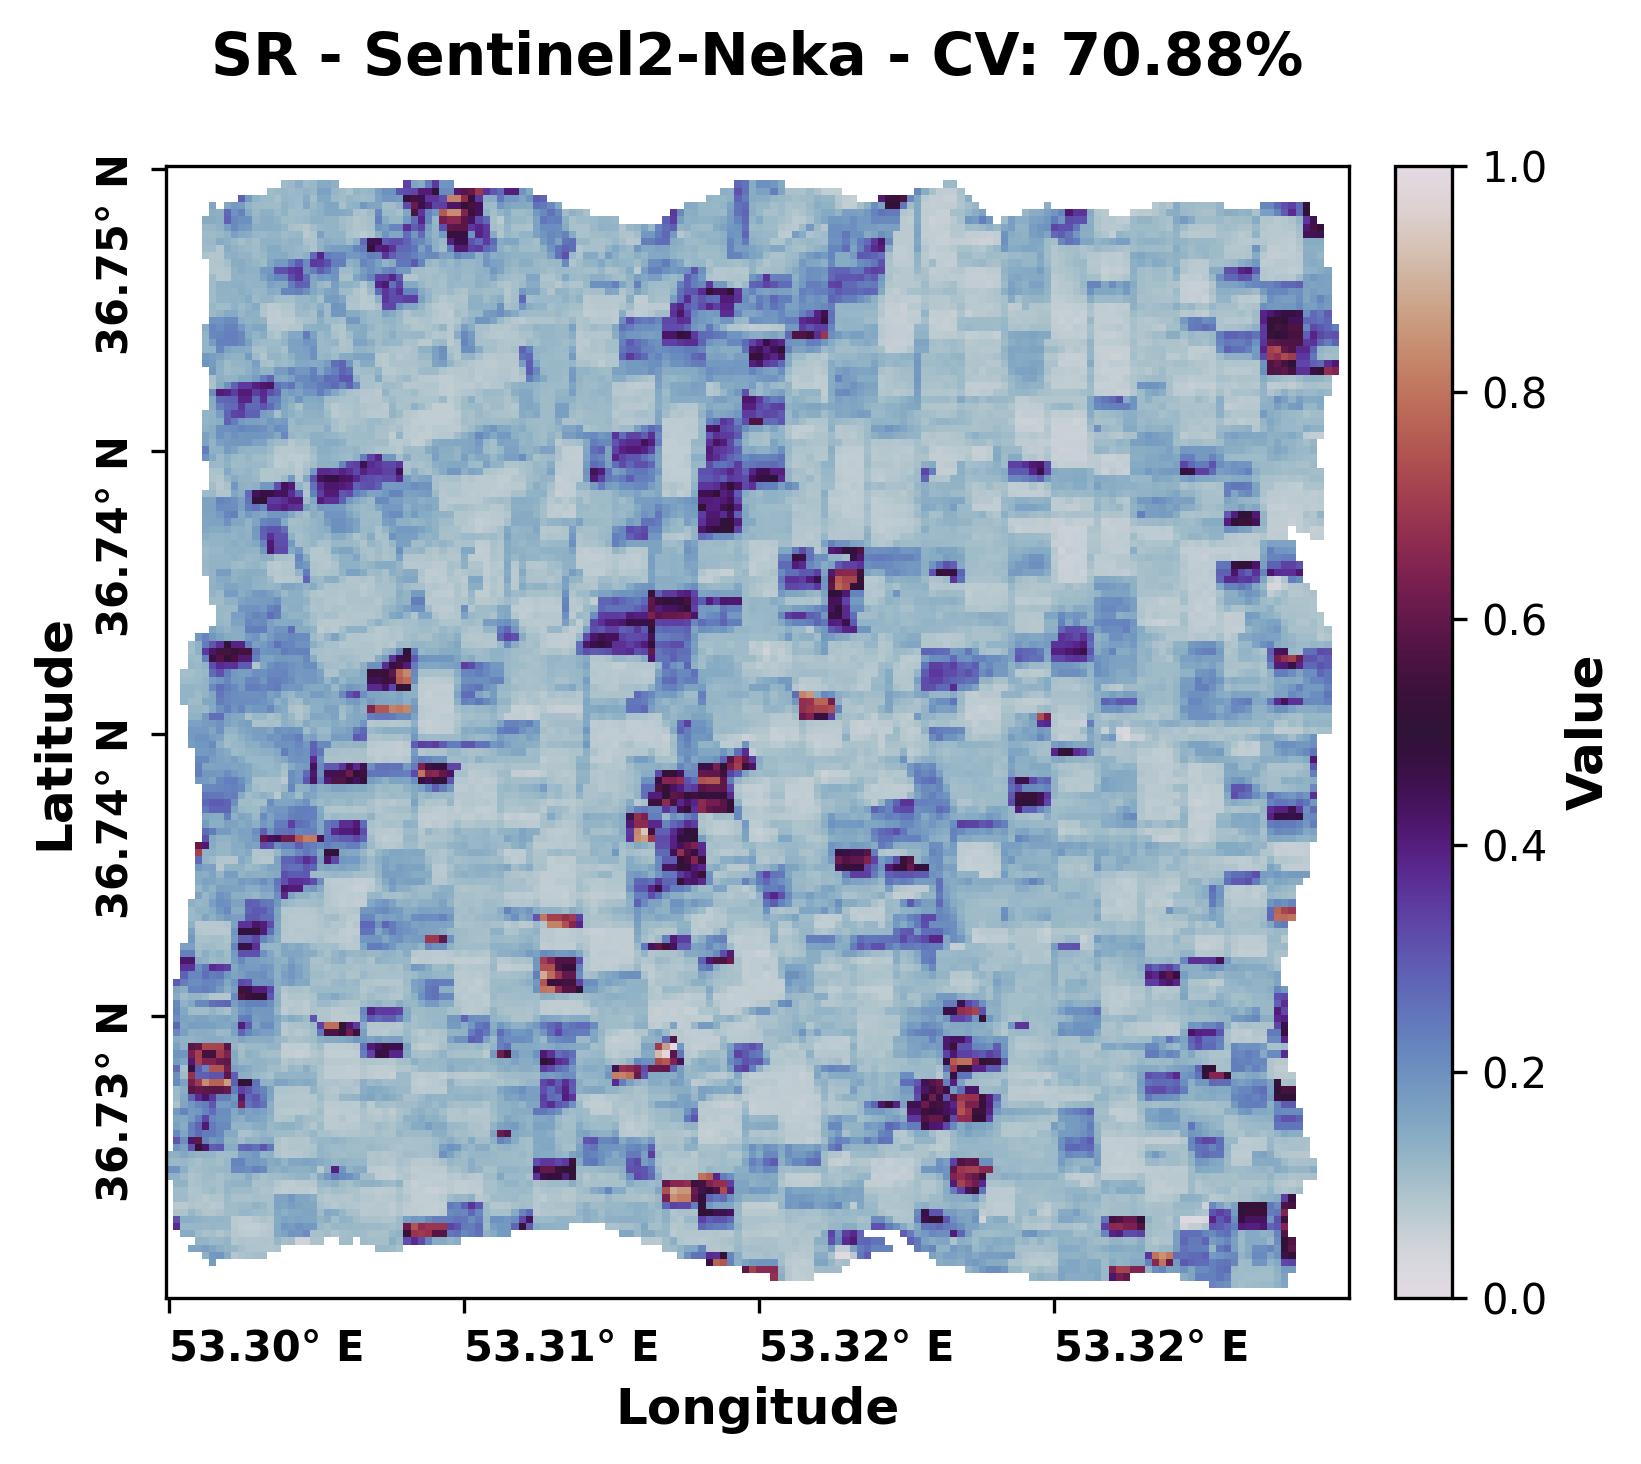 SR - Sentinel2-Neka - CV: 70.88%
36.75° N
36.74° N
36.74° N
36.73° N
Latitude
53.30° E
53.31° E
53.32° E
53.32° E
Longitude
1.0
0.8
0.6
0.4
0.2
0.0
Value